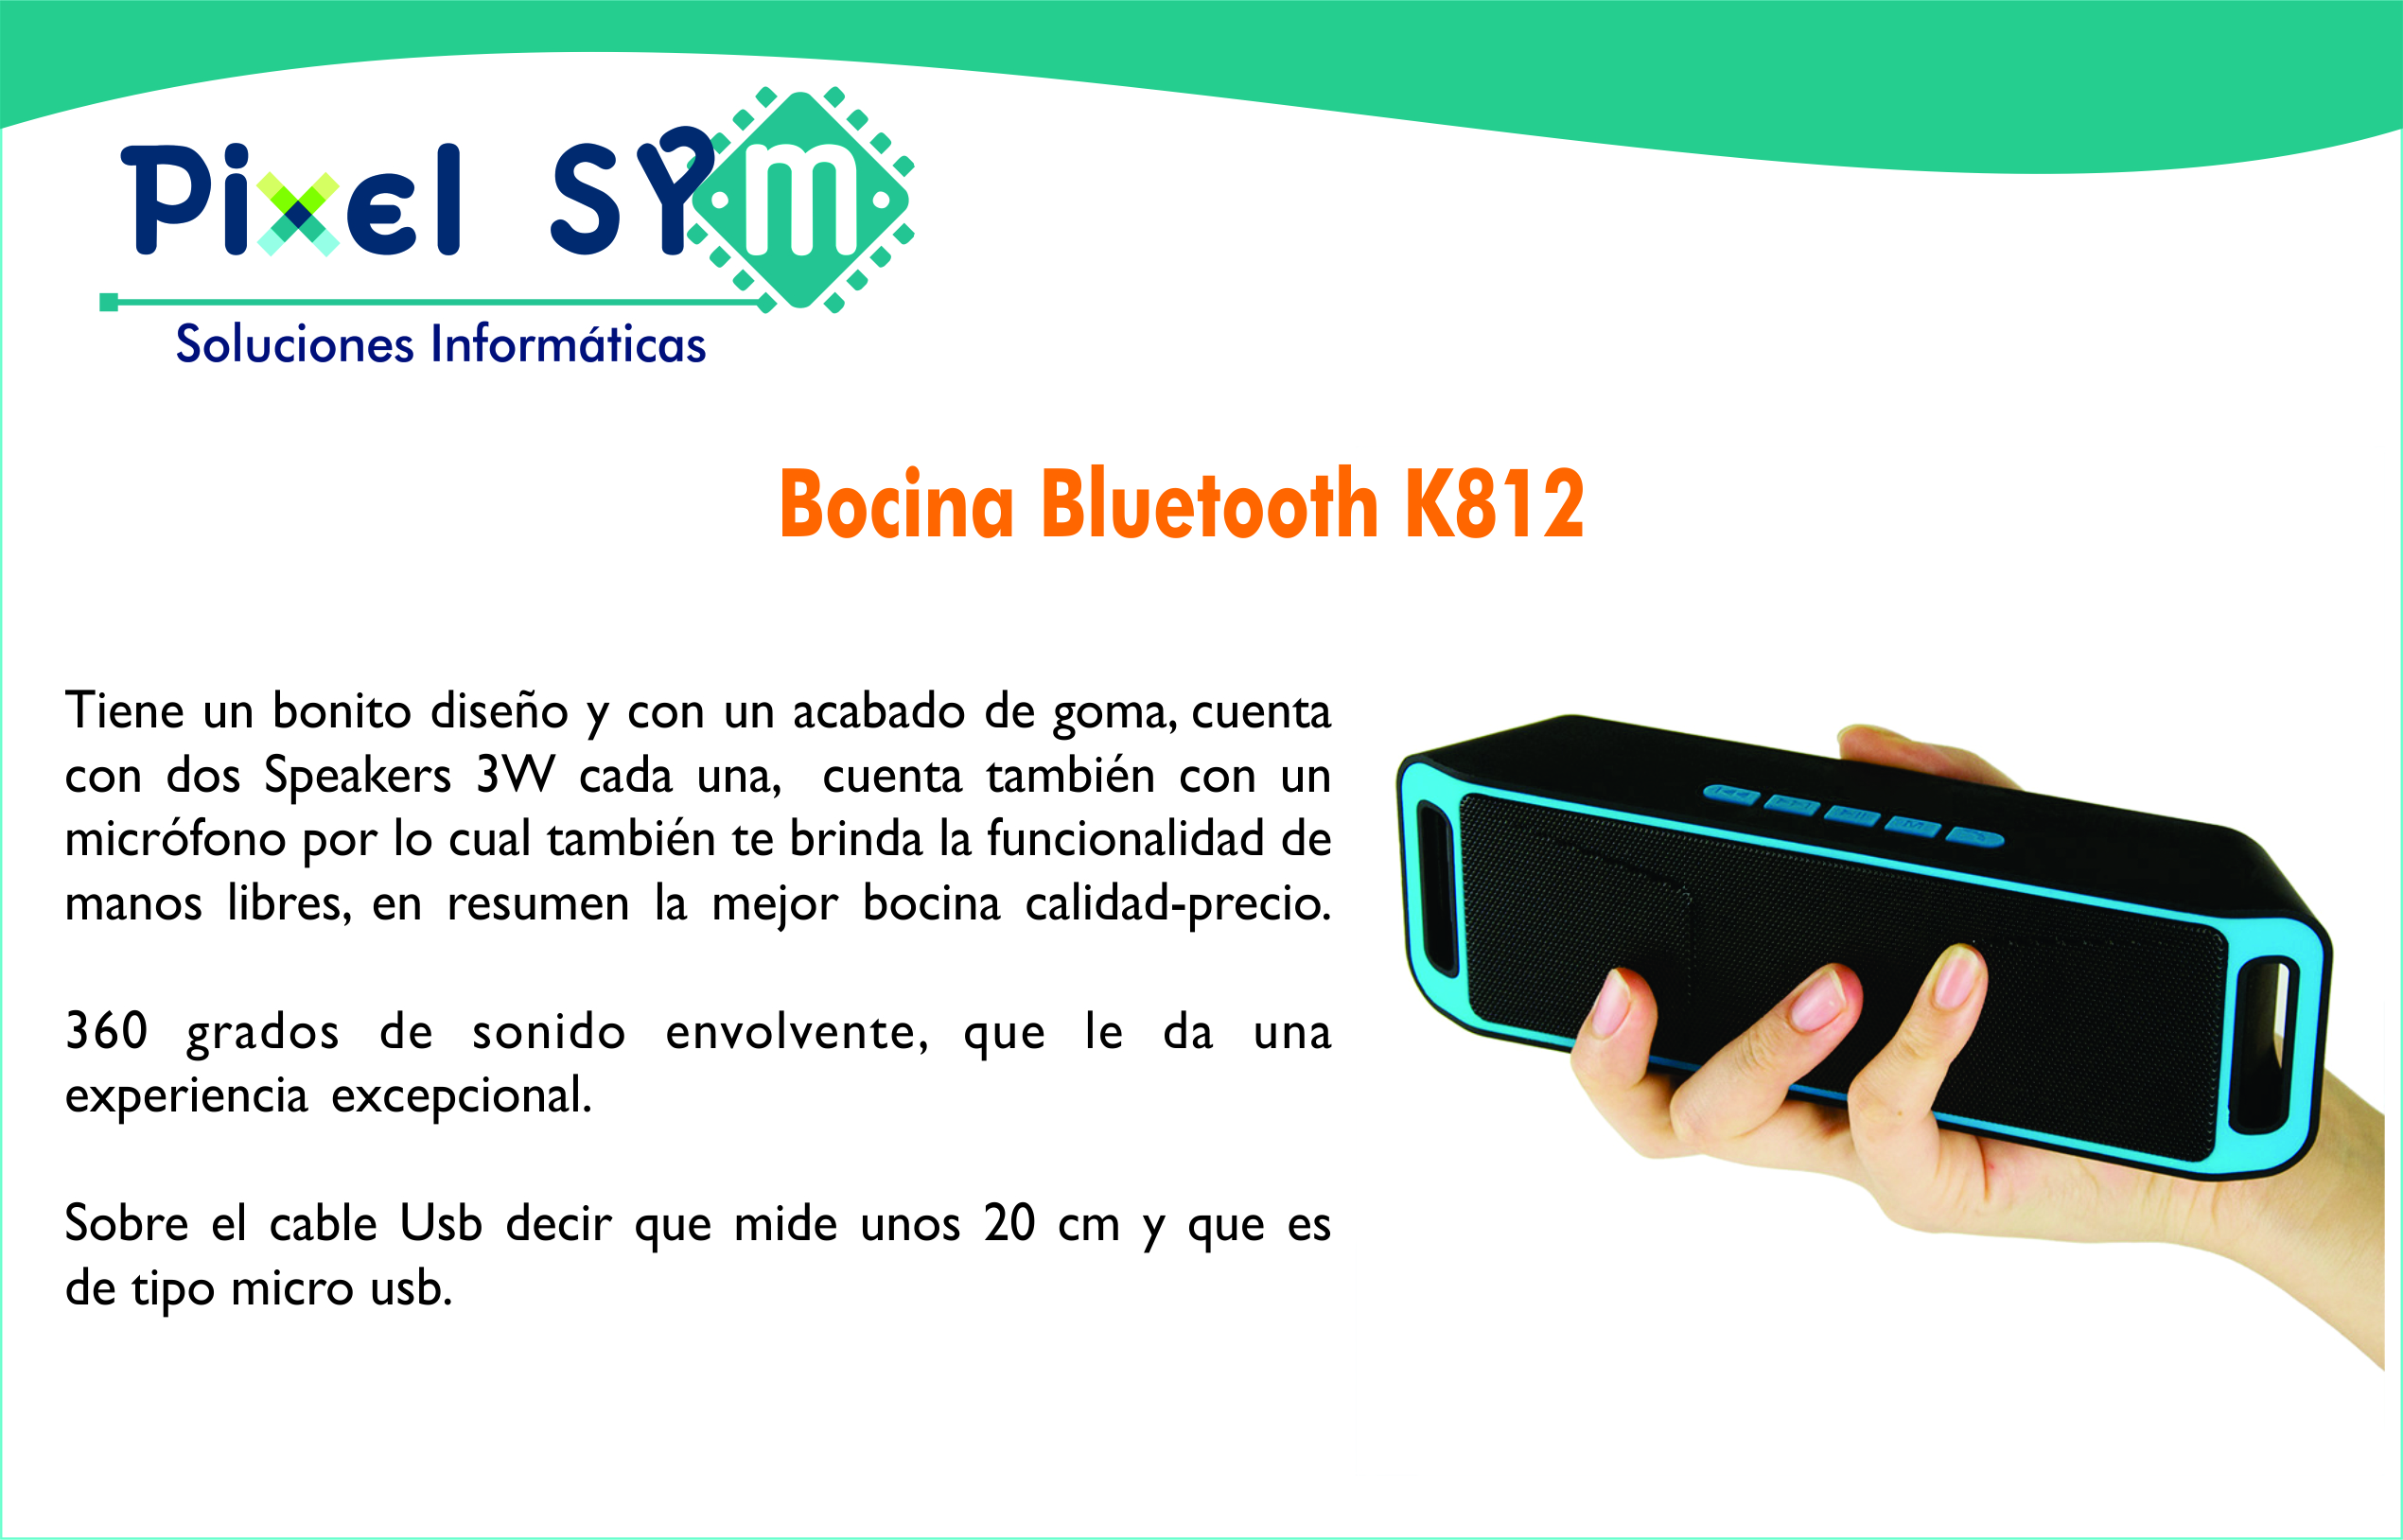 Pixel SYm
Soluciones Informáticas
Bocina Bluetooth K812
Tiene un bonito diseño y con un acabado de goma, cuenta
con dos Speakers 3W cada una, cuenta también con un
micrófono por lo cual también te brinda la funcionalidad de
manos libres, en resumen la mejor bocina calidad-precio.
360 grados de sonido envolvente, que le da una
experiencia excepcional.
Sobre el cable Usb decir que mide unos 20 cm y que es
de tipo micro usb.